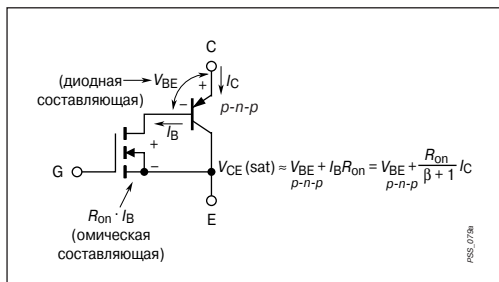 C
(диодная → V_BE
составляющая)
+
I_C
−
p-n-p
I_B
+
−
G
V_CE (sat) ≈ V_BE + I_B R_on = V_BE + R_on/(β + 1) I_C
p-n-p p-n-p
R_on · I_B
(омическая
составляющая)
E
PSS_079a